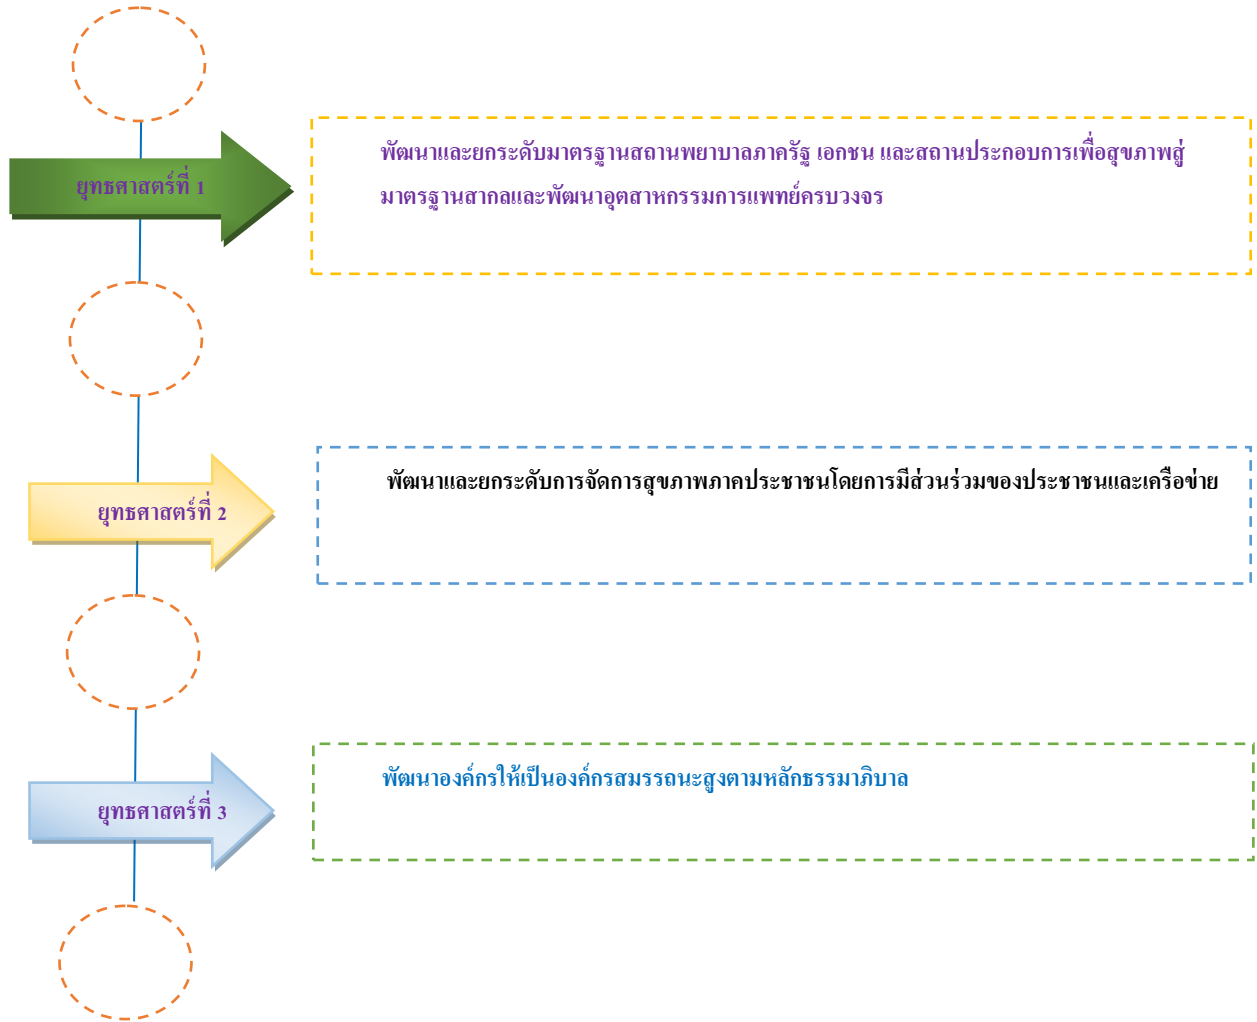 พัฒนาและยกระดับมาตรฐานสถานพยาบาลภาครัฐ เอกชน และสถานประกอบการเพื่อสุขภาพสู่
มาตรฐานสากลและพัฒนาอุตสาหกรรมการแพทย์ครบวงจร
ยุทธศาสตร์ที่ 1
พัฒนาและยกระดับการจัดการสุขภาพภาคประชาชนโดยการมีส่วนร่วมของประชาชนและเครือข่าย
ยุทธศาสตร์ที่ 2
พัฒนาองค์กรให้เป็นองค์กรสมรรถนะสูงตามหลักธรรมาภิบาล
ยุทธศาสตร์ที่ 3